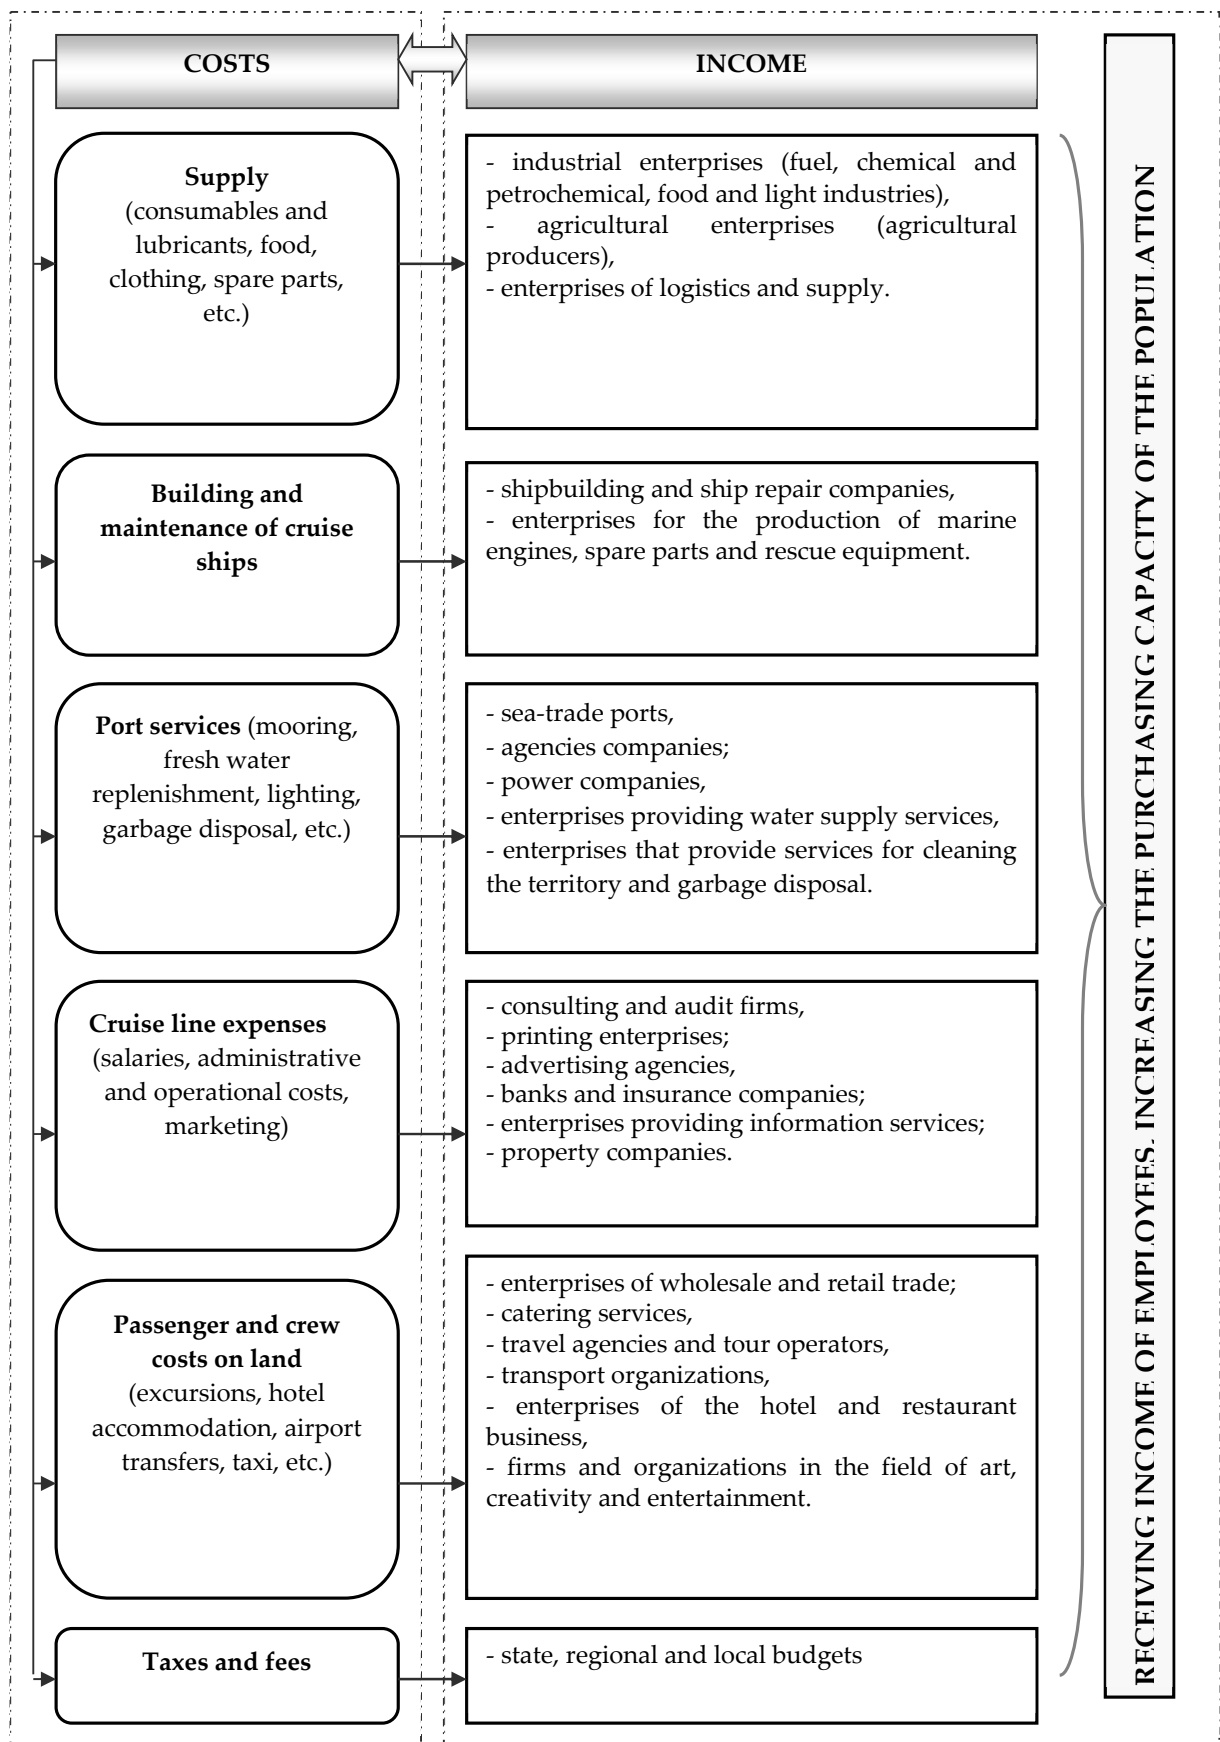 COSTS
INCOME
Supply
(consumables and
lubricants, food,
clothing, spare parts,
etc.)
- industrial enterprises (fuel, chemical and
petrochemical, food and light industries),
- agricultural enterprises (agricultural
producers),
- enterprises of logistics and supply.
Building and
maintenance of cruise
ships
- shipbuilding and ship repair companies,
- enterprises for the production of marine
engines, spare parts and rescue equipment.
Port services (mooring,
fresh water
replenishment, lighting,
garbage disposal, etc.)
- sea-trade ports,
- agencies companies;
- power companies,
- enterprises providing water supply services,
- enterprises that provide services for cleaning
the territory and garbage disposal.
Cruise line expenses
(salaries, administrative
and operational costs,
marketing)
- consulting and audit firms,
- printing enterprises;
- advertising agencies,
- banks and insurance companies;
- enterprises providing information services;
- property companies.
Passenger and crew
costs on land
(excursions, hotel
accommodation, airport
transfers, taxi, etc.)
- enterprises of wholesale and retail trade;
- catering services,
- travel agencies and tour operators,
- transport organizations,
- enterprises of the hotel and restaurant
business,
- firms and organizations in the field of art,
creativity and entertainment.
Taxes and fees
- state, regional and local budgets
RECEIVING INCOME OF EMPLOYEES, INCREASING THE PURCHASING CAPACITY OF THE POPULATION